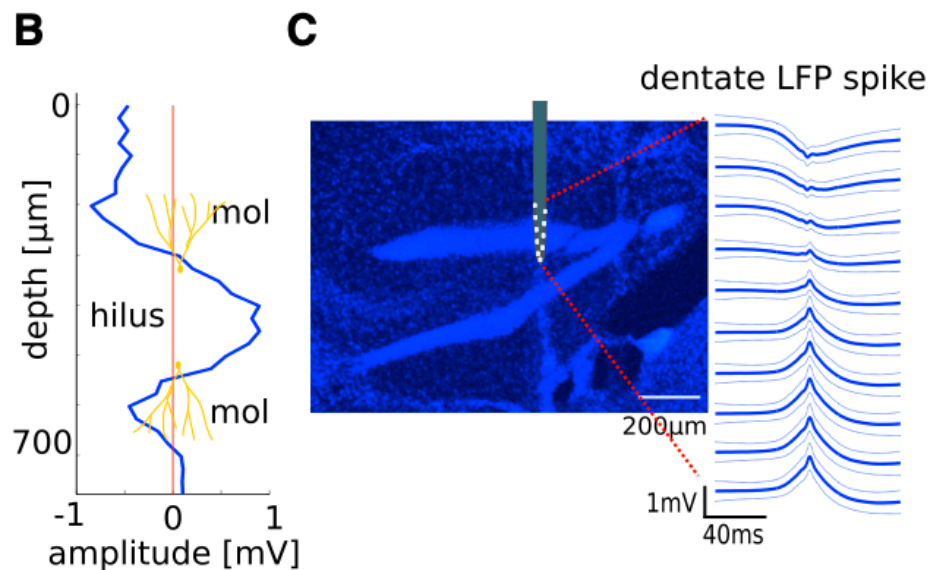 B
0
depth [µm]
mol
hilus
mol
700
-1
0
1
amplitude [mV]
C
dentate LFP spike
200µm
1mV
40ms